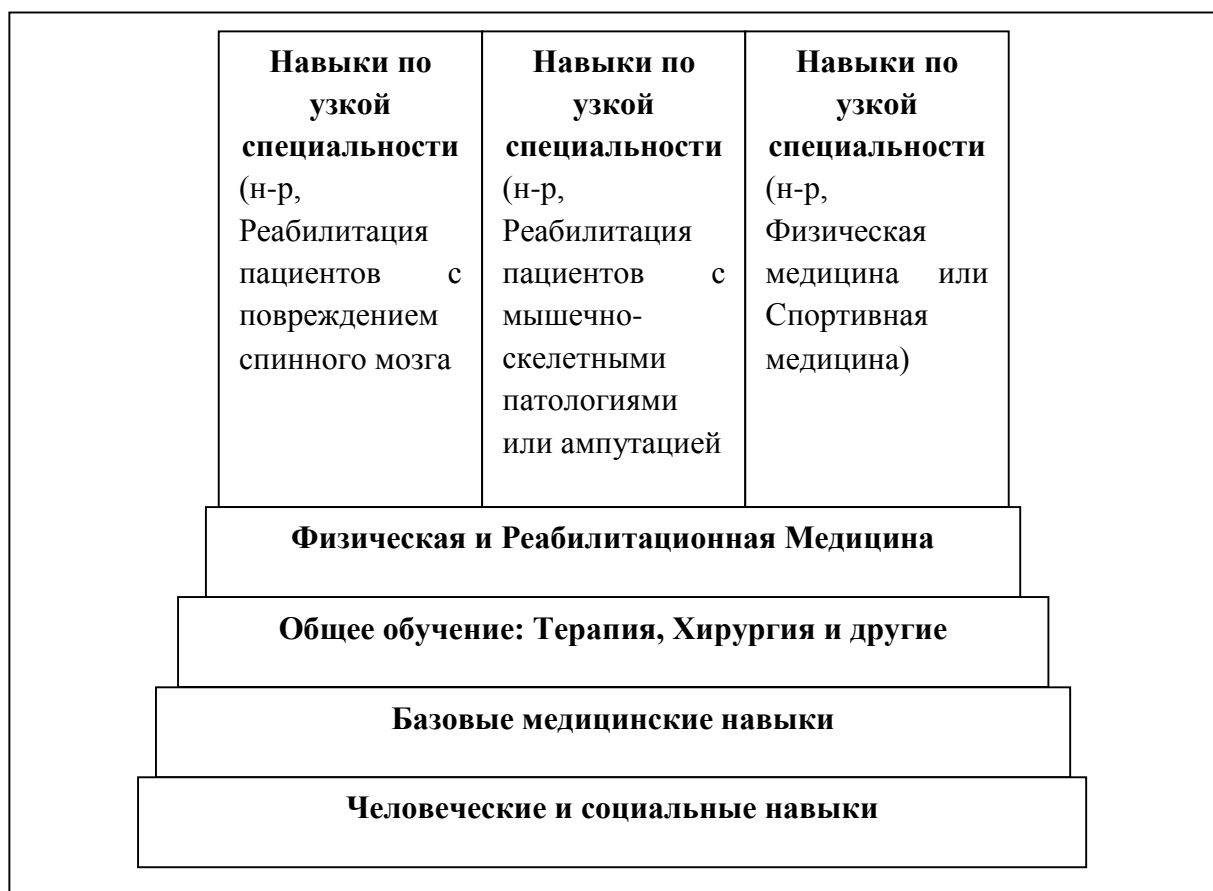 Навыки по
узкой
специальности
(н-р,
Реабилитация
пациентов с
повреждением
спинного мозга
Навыки по
узкой
специальности
(н-р,
Реабилитация
пациентов с
мышечно-
скелетными
патологиями
или ампутацией
Навыки по
узкой
специальности
(н-р,
Физическая
медицина или
Спортивная
медицина)
Физическая и Реабилитационная Медицина
Общее обучение: Терапия, Хирургия и другие
Базовые медицинские навыки
Человеческие и социальные навыки